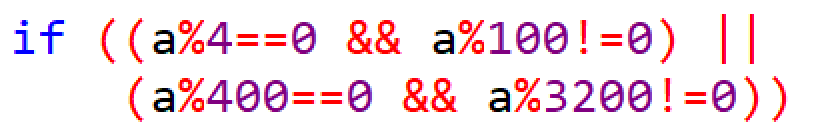 if ((a%4==0 && a%100!=0) ||
(a%400==0 && a%3200!=0))